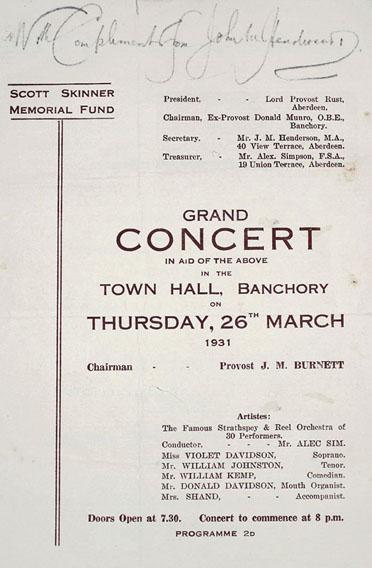 With Compliments from John M. Henderson
SCOTT SKINNER
MEMORIAL FUND
President, - - Lord Provost Rust,
Aberdeen.
Chairman, Ex-Provost Donald Munro, O.B.E.,
Banchory.
Secretary. - Mr. J. M. Henderson, M.A.,
40 View Terrace, Aberdeen.
Treasurer, - Mr. Alex. Simpson, F.S.A.,
19 Union Terrace, Aberdeen.
GRAND
CONCERT
IN AID OF THE ABOVE
IN THE
TOWN HALL, BANCHORY
ON
THURSDAY, 26TH MARCH
1931
Chairman - - Provost J. M. BURNETT
Artistes:
The Famous Strathspey & Reel Orchestra of
30 Performers.
Conductor, - - - Mr. ALEC SIM.
Miss VIOLET DAVIDSON, Soprano.
Mr. WILLIAM JOHNSTON, Tenor.
Mr. WILLIAM KEMP, Comedian.
Mr. DONALD DAVIDSON, Mouth Organist.
Mrs. SHAND, - - Accompanist.
Doors Open at 7.30. Concert to commence at 8 p.m.
PROGRAMME 2D